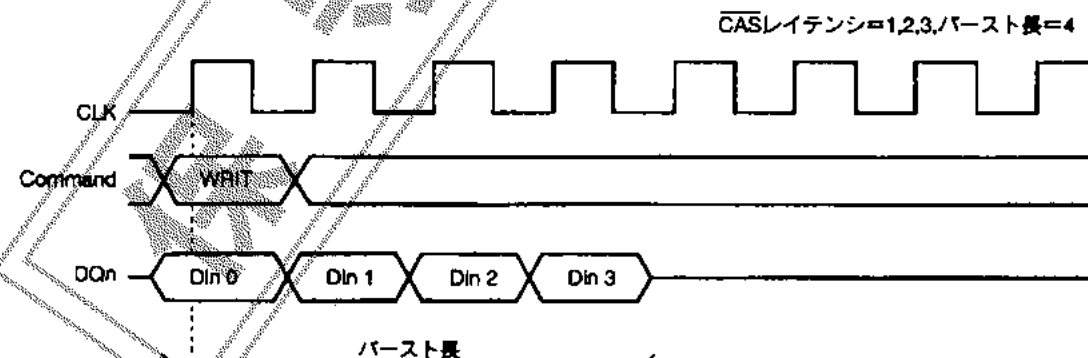 CASレイテンシ=1,2,3,バースト長=4
CLK
Command
WRIT
DQn
Din 0
Din 1
Din 2
Din 3
バースト長